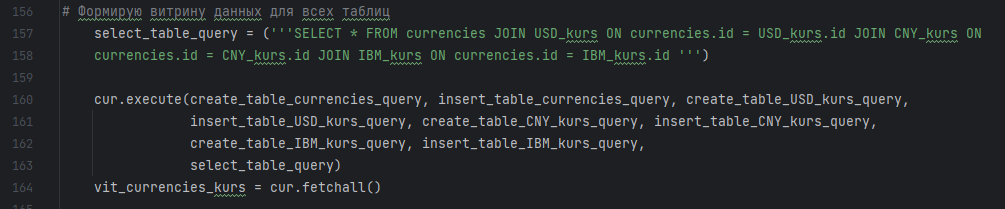 156 # Формирую витрину данных для всех таблиц
157 select_table_query = ('''SELECT * FROM currencies JOIN USD_kurs ON currencies.id = USD_kurs.id JOIN CNY_kurs ON
158 currencies.id = CNY_kurs.id JOIN IBM_kurs ON currencies.id = IBM_kurs.id ''')
159
160 cur.execute(create_table_currencies_query, insert_table_currencies_query, create_table_USD_kurs_query,
161 insert_table_USD_kurs_query, create_table_CNY_kurs_query, insert_table_CNY_kurs_query,
162 create_table_IBM_kurs_query, insert_table_IBM_kurs_query,
163 select_table_query)
164 vit_currencies_kurs = cur.fetchall()